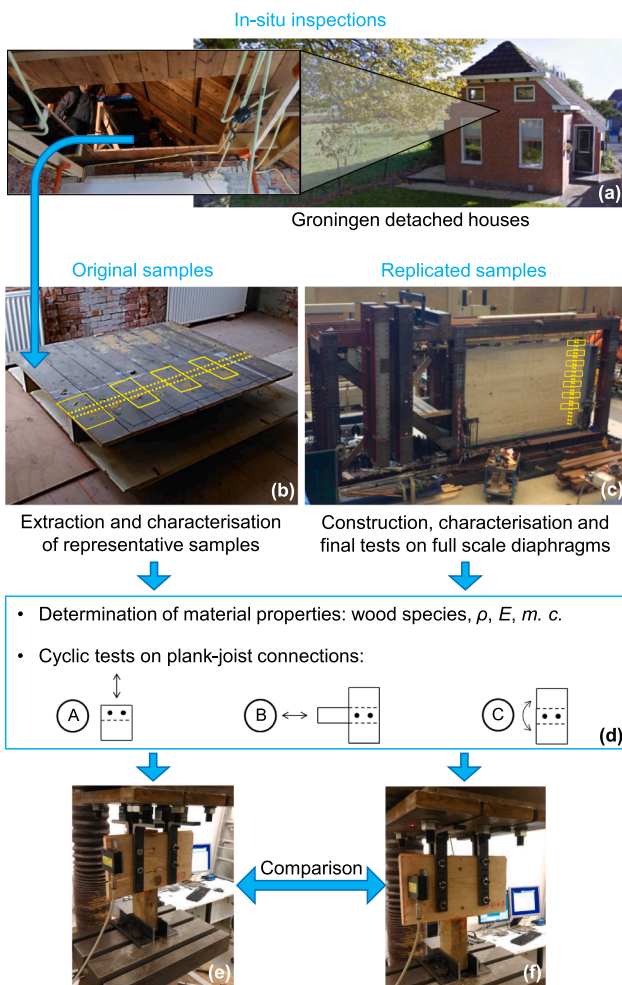 In-situ inspections
(a)
Groningen detached houses
Original samples
Replicated samples
(b)
(c)
Extraction and characterisation
of representative samples
Construction, characterisation and
final tests on full scale diaphragms
• Determination of material properties: wood species, ρ, E, m. c.
• Cyclic tests on plank-joist connections:
A
B
C
(d)
Comparison
(e)
(f)